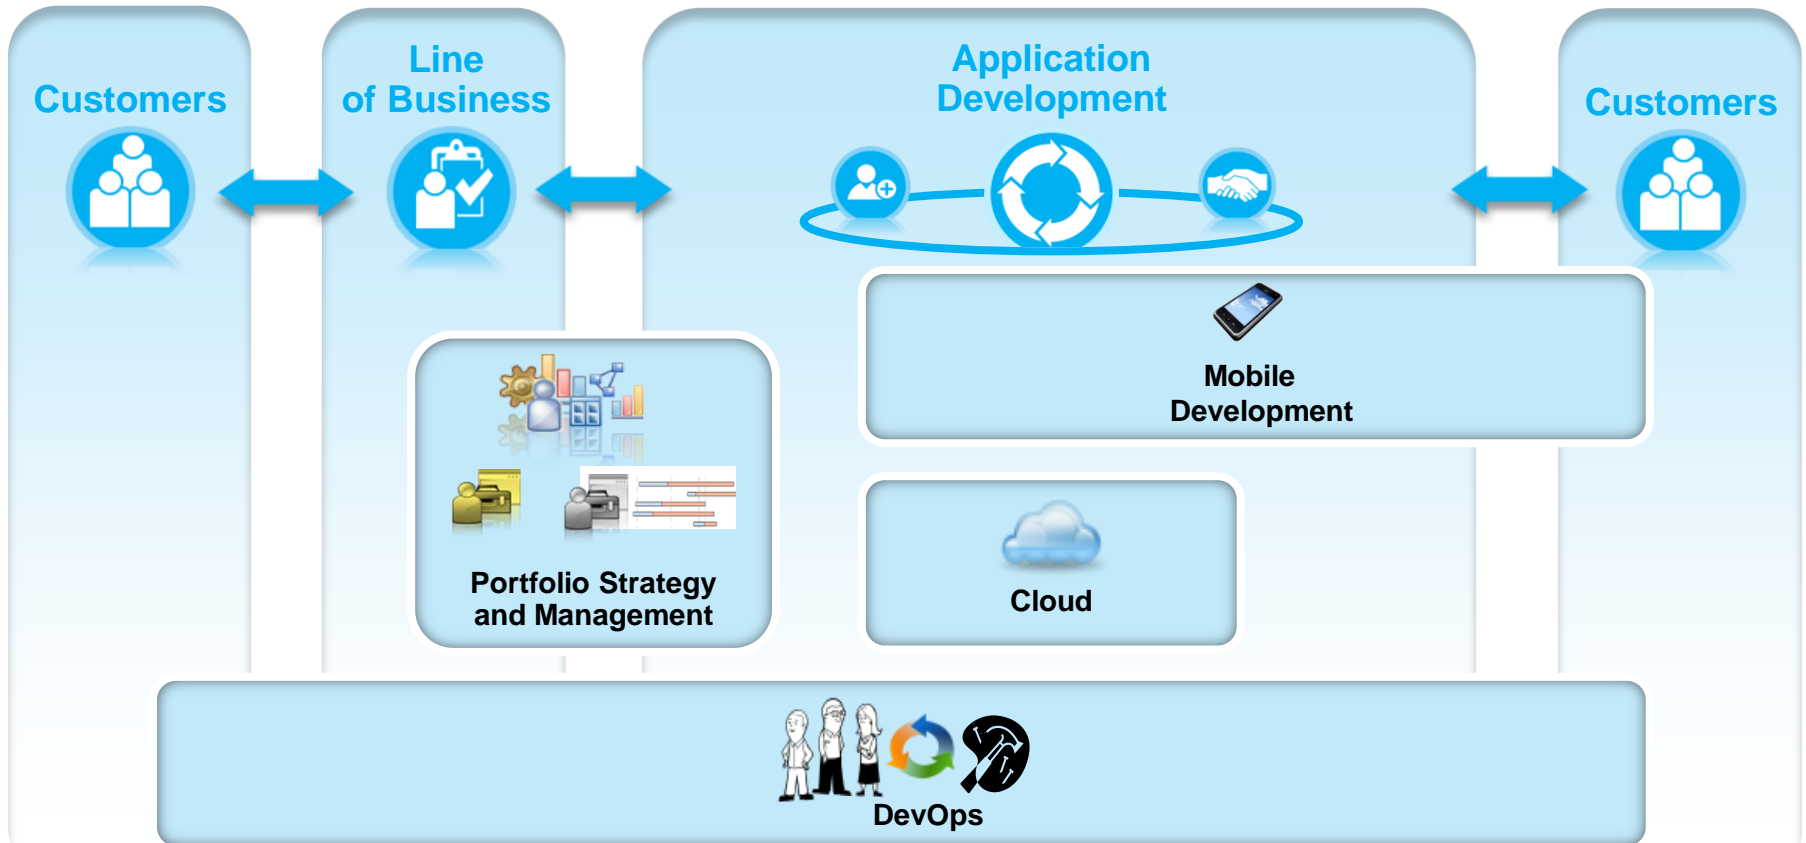 Customers
Line
of Business
Application
Development
Customers
Mobile
Development
Portfolio Strategy
and Management
Cloud
DevOps